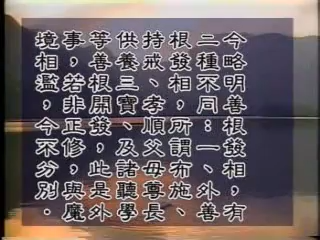 今略明善根發相，有
二種不同：一、外善
根發相，所謂布施、
持戒、孝順父母尊長、
供養三寶、及諸聽學
等善根開發，此是外
事，若非正修，與魔
境相濫，今不分別．